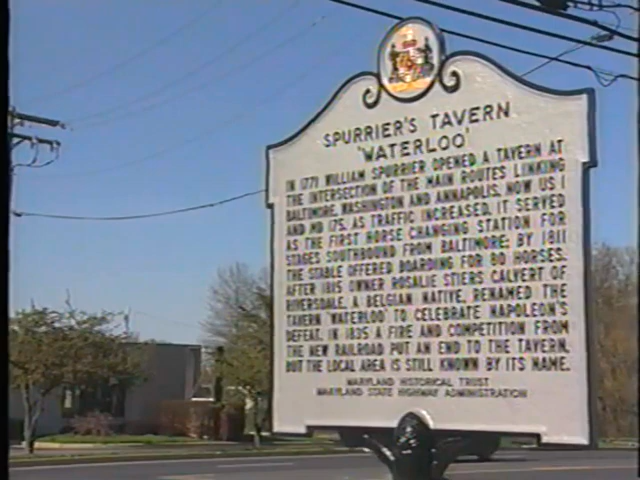 SPURRIER'S TAVERN
'WATERLOO'
IN 1771 WILLIAM SPURRIER OPENED A TAVERN AT
THE INTERSECTION OF THE MAIN ROUTES LINKING
BALTIMORE, WASHINGTON AND ANNAPOLIS, NOW US 1
AND MD 175. AS TRAFFIC INCREASED, IT SERVED
AS THE FIRST HORSE CHANGING STATION FOR
STAGES SOUTHBOUND FROM BALTIMORE; BY 1811
THE STABLE OFFERED BOARDING FOR 80 HORSES.
AFTER 1815 OWNER ROSALIE STIERS CALVERT OF
RIVERSDALE, A BELGIAN NATIVE, RENAMED THE
TAVERN 'WATERLOO' TO CELEBRATE NAPOLEON'S
DEFEAT. IN 1835 A FIRE AND COMPETITION FROM
THE NEW RAILROAD PUT AN END TO THE TAVERN,
BUT THE LOCAL AREA IS STILL KNOWN BY ITS NAME.
MARYLAND HISTORICAL TRUST
MARYLAND STATE HIGHWAY ADMINISTRATION